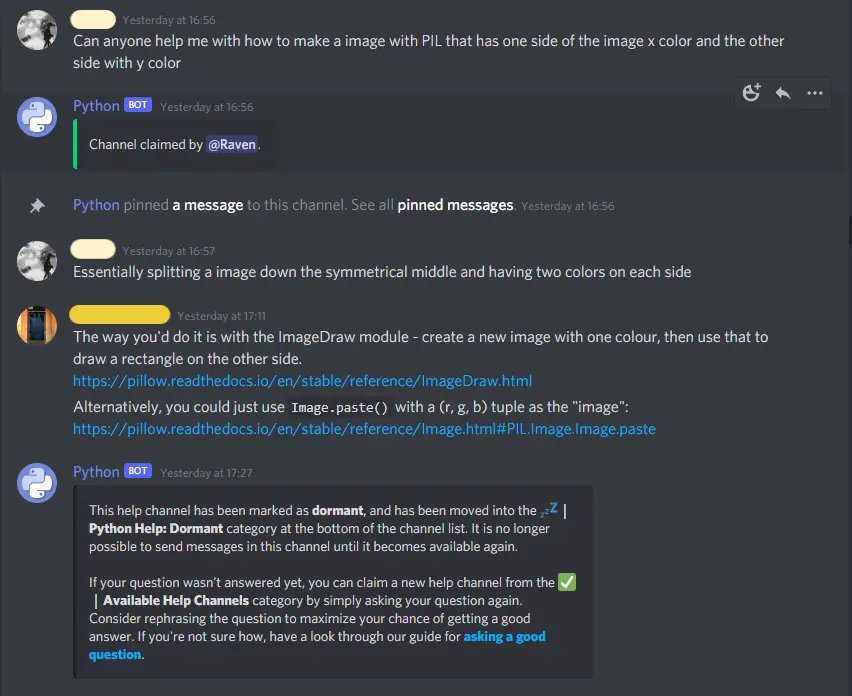 Yesterday at 16:56
Can anyone help me with how to make a image with PIL that has one side of the image x color and the other
side with y color
Python BOT Yesterday at 16:56
Channel claimed by @Raven.
Python pinned a message to this channel. See all pinned messages. Yesterday at 16:56
Yesterday at 16:57
Essentially splitting a image down the symmetrical middle and having two colors on each side
Yesterday at 17:11
The way you'd do it is with the ImageDraw module - create a new image with one colour, then use that to
draw a rectangle on the other side.
https://pillow.readthedocs.io/en/stable/reference/ImageDraw.html
Alternatively, you could just use Image.paste() with a (r, g, b) tuple as the "image":
https://pillow.readthedocs.io/en/stable/reference/Image.html#PIL.Image.Image.paste
Python BOT Yesterday at 17:27
This help channel has been marked as dormant, and has been moved into the 💤 |
Python Help: Dormant category at the bottom of the channel list. It is no longer
possible to send messages in this channel until it becomes available again.
If your question wasn't answered yet, you can claim a new help channel from the ✅
| Available Help Channels category by simply asking your question again.
Consider rephrasing the question to maximize your chance of getting a good
answer. If you're not sure how, have a look through our guide for asking a good
question.